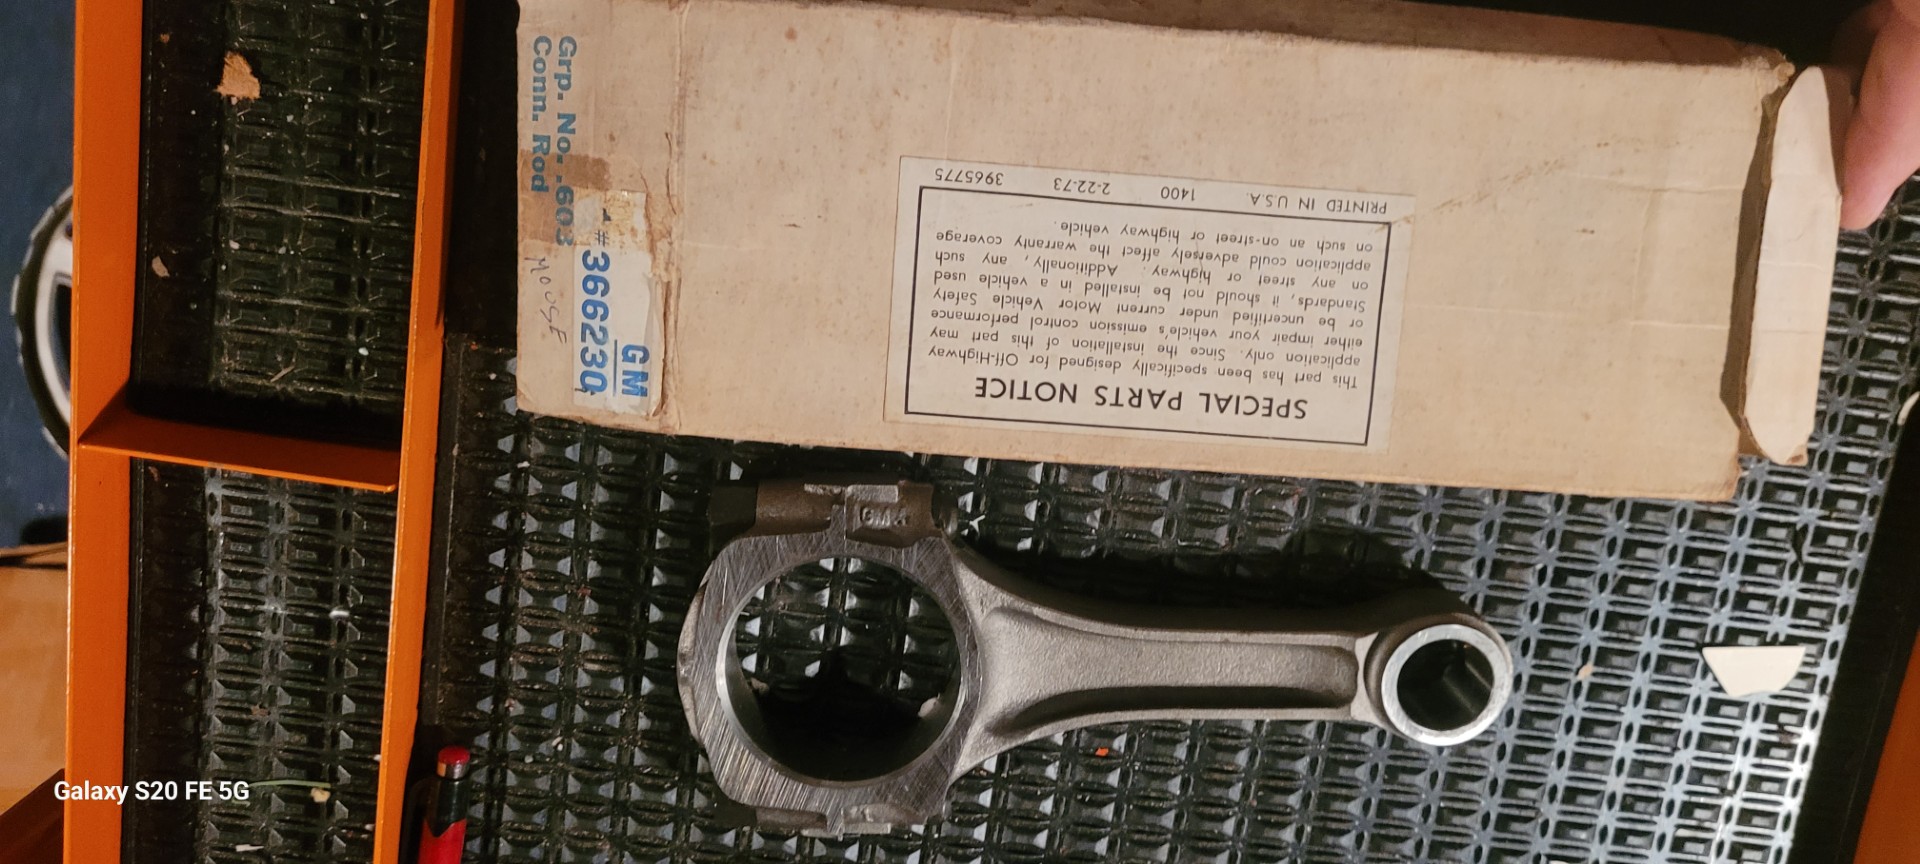 Grp. No. .603
Conn. Rod
MOUSE
GM
#366230
SPECIAL PARTS NOTICE
This part has been specifically designed for Off-Highway
application only. Since the installation of this part may
either impair your vehicle's emission control performance
or be uncertified under current Motor Vehicle Safety
Standards, it should not be installed in a vehicle used
on any street or highway. Additionally, any such
application could adversely affect the warranty coverage
on such an on-street or highway vehicle.
PRINTED IN U.S.A. 1400 2-22-73 3965775
GM
Galaxy S20 FE 5G